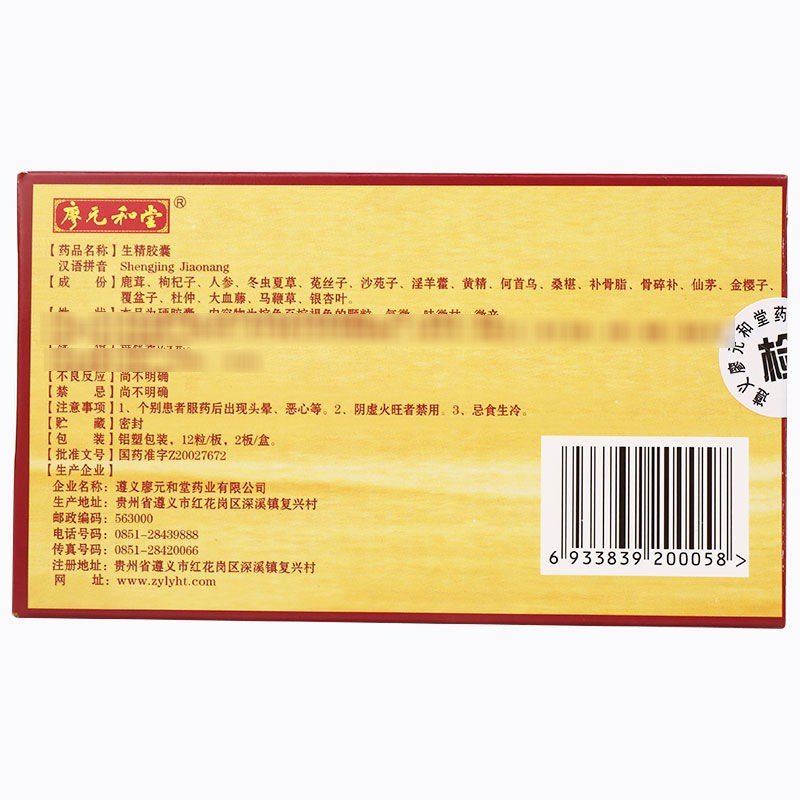 廖元和堂®
【药品名称】生精胶囊
汉语拼音 Shengjing Jiaonang
【成 份】鹿茸、枸杞子、人参、冬虫夏草、菟丝子、沙苑子、淫羊藿、黄精、何首乌、桑椹、补骨脂、骨碎补、仙茅、金樱子、
覆盆子、杜仲、大血藤、马鞭草、银杏叶。
【不良反应】尚不明确
【禁 忌】尚不明确
【注意事项】1、个别患者服药后出现头晕、恶心等。2、阴虚火旺者禁用。3、忌食生冷。
【贮 藏】密封
【包 装】铝塑包装，12粒/板，2板/盒。
【批准文号】国药准字Z20027672
【生产企业】
企业名称：遵义廖元和堂药业有限公司
生产地址：贵州省遵义市红花岗区深溪镇复兴村
邮政编码：563000
电话号码：0851-28439888
传真号码：0851-28420066
注册地址：贵州省遵义市红花岗区深溪镇复兴村
网 址：www.zylyht.com
遵义廖元和堂药
检
6 933839 200058 >